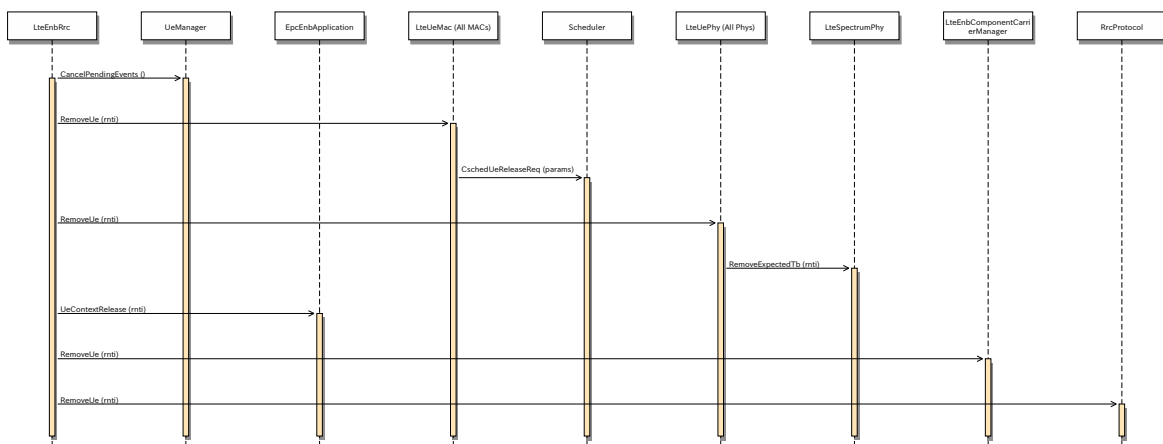 LteEnbRrc
UeManager
EpcEnbApplication
LteUeMac (All MACs)
Scheduler
LteUePhy (All Phys)
LteSpectrumPhy
LteEnbComponentCarri
erManager
RrcProtocol
CancelPendingEvents ()
RemoveUe (rnti)
CschedUeReleaseReq (params)
RemoveUe (rnti)
RemoveExpectedTb (rnti)
UeContextRelease (rnti)
RemoveUe (rnti)
RemoveUe (rnti)